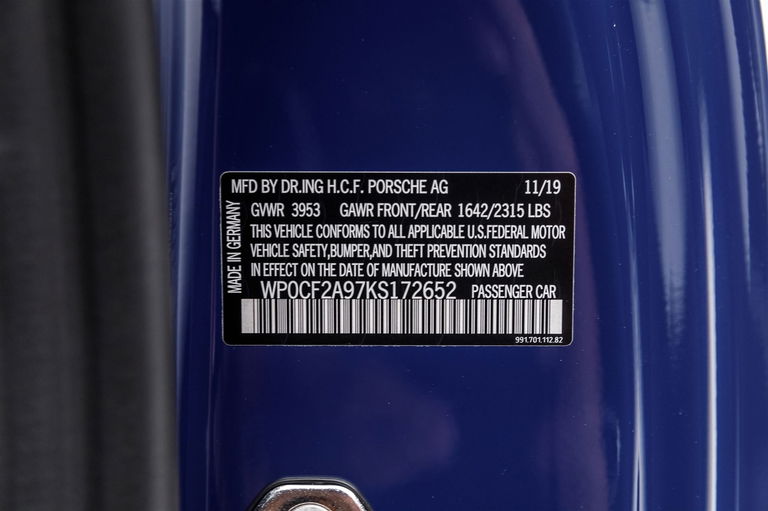 MFD BY DR.ING H.C.F. PORSCHE AG 11/19
GVWR 3953 GAWR FRONT/REAR 1642/2315 LBS
THIS VEHICLE CONFORMS TO ALL APPLICABLE U.S.FEDERAL MOTOR
VEHICLE SAFETY,BUMPER,AND THEFT PREVENTION STANDARDS
IN EFFECT ON THE DATE OF MANUFACTURE SHOWN ABOVE
WP0CF2A97KS172652 PASSENGER CAR
991.701.112.82
MADE IN GERMANY